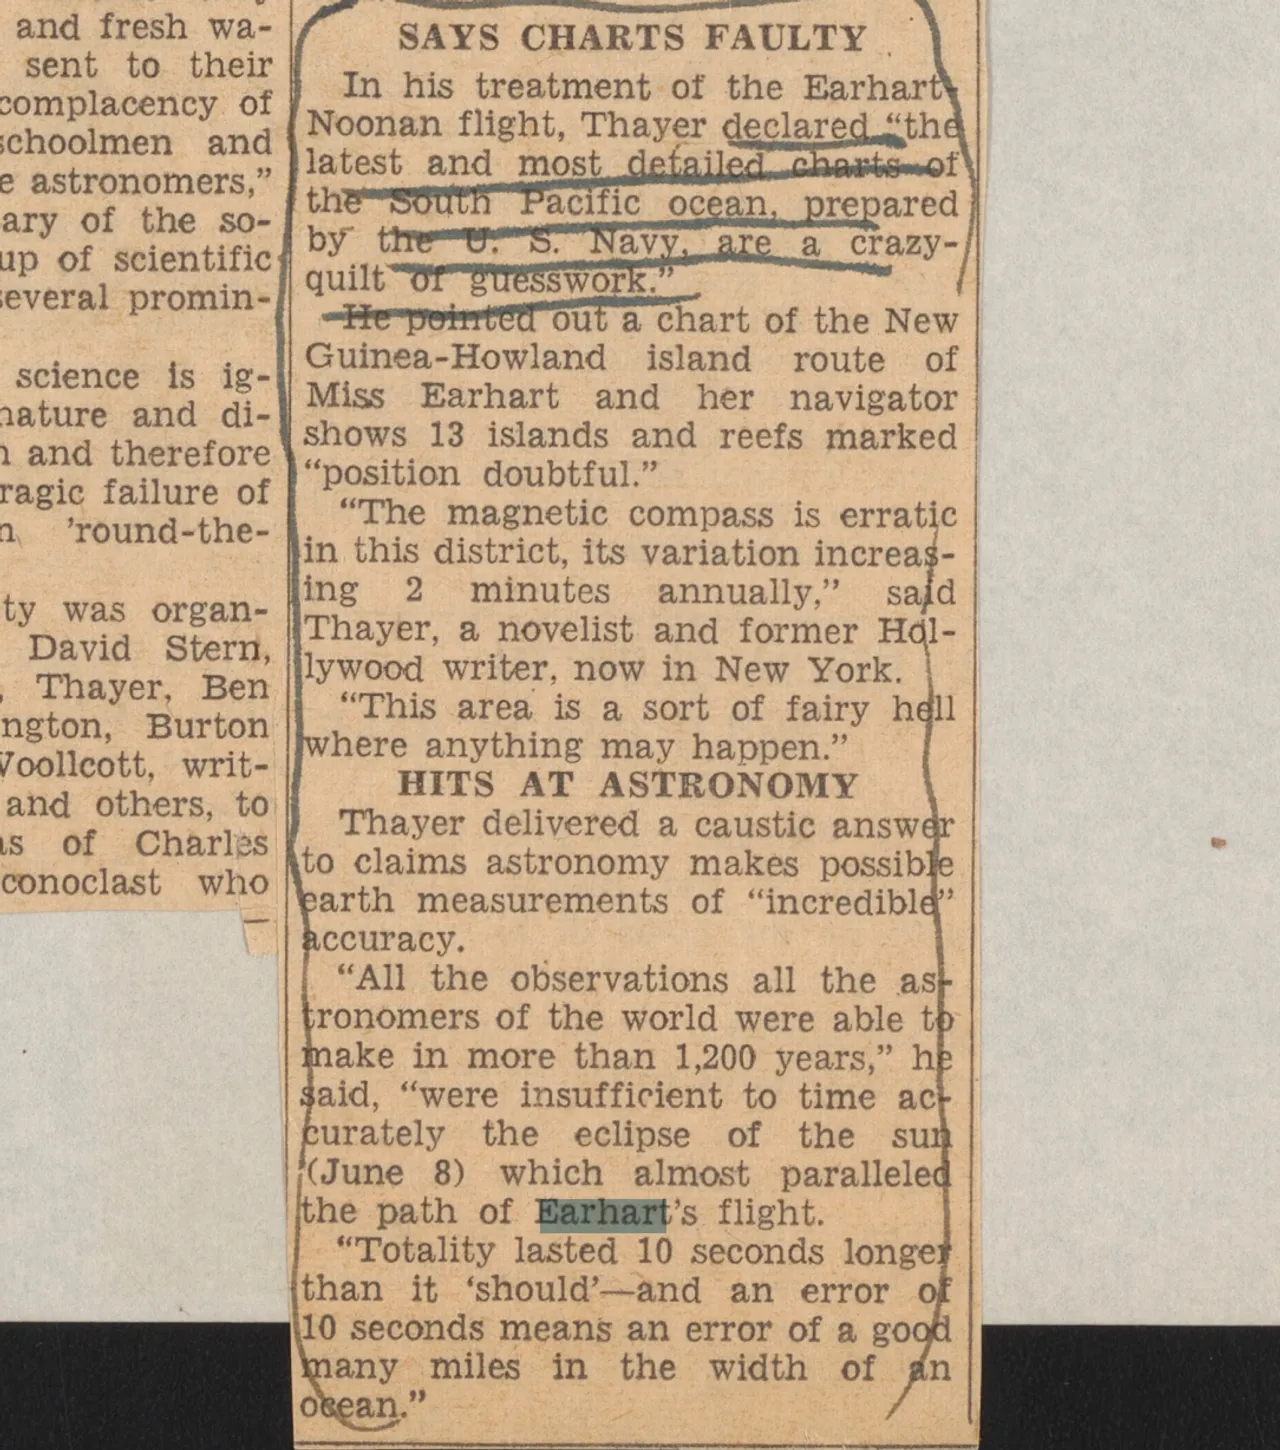 and fresh wa-
sent to their
complacency of
schoolmen and
astronomers,”
ary of the so-
up of scientific
several promin-
science is ig-
nature and di-
and therefore
ragic failure of
’round-the-
ty was organ-
David Stern,
Thayer, Ben
ngton, Burton
Woollcott, writ-
and others, to
as of Charles
conoclast who
SAYS CHARTS FAULTY
In his treatment of the Earhart-
Noonan flight, Thayer declared “the
latest and most detailed charts of
the South Pacific ocean, prepared
by the U. S. Navy, are a crazy-
quilt of guesswork.”
He pointed out a chart of the New
Guinea-Howland island route of
Miss Earhart and her navigator
shows 13 islands and reefs marked
“position doubtful.”
“The magnetic compass is erratic
in this district, its variation increas-
ing 2 minutes annually,” said
Thayer, a novelist and former Hol-
lywood writer, now in New York.
“This area is a sort of fairy hell
where anything may happen.”
HITS AT ASTRONOMY
Thayer delivered a caustic answer
to claims astronomy makes possible
earth measurements of “incredible”
accuracy.
“All the observations all the as-
tronomers of the world were able to
make in more than 1,200 years,” he
said, “were insufficient to time ac-
curately the eclipse of the sun
(June 8) which almost paralleled
the path of Earhart’s flight.
“Totality lasted 10 seconds longer
than it ‘should’—and an error of
10 seconds means an error of a good
many miles in the width of an
ocean.”